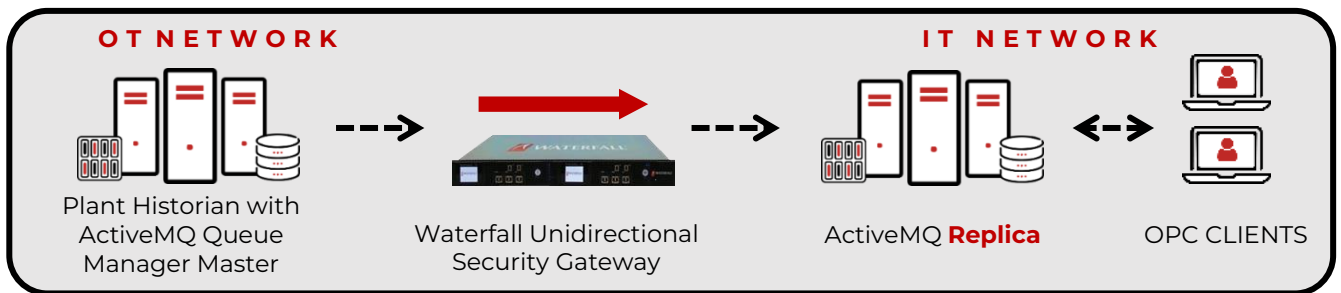 OT NETWORK
IT NETWORK
WATERFALL
Plant Historian with
ActiveMQ Queue
Manager Master
Waterfall Unidirectional
Security Gateway
ActiveMQ Replica
OPC CLIENTS